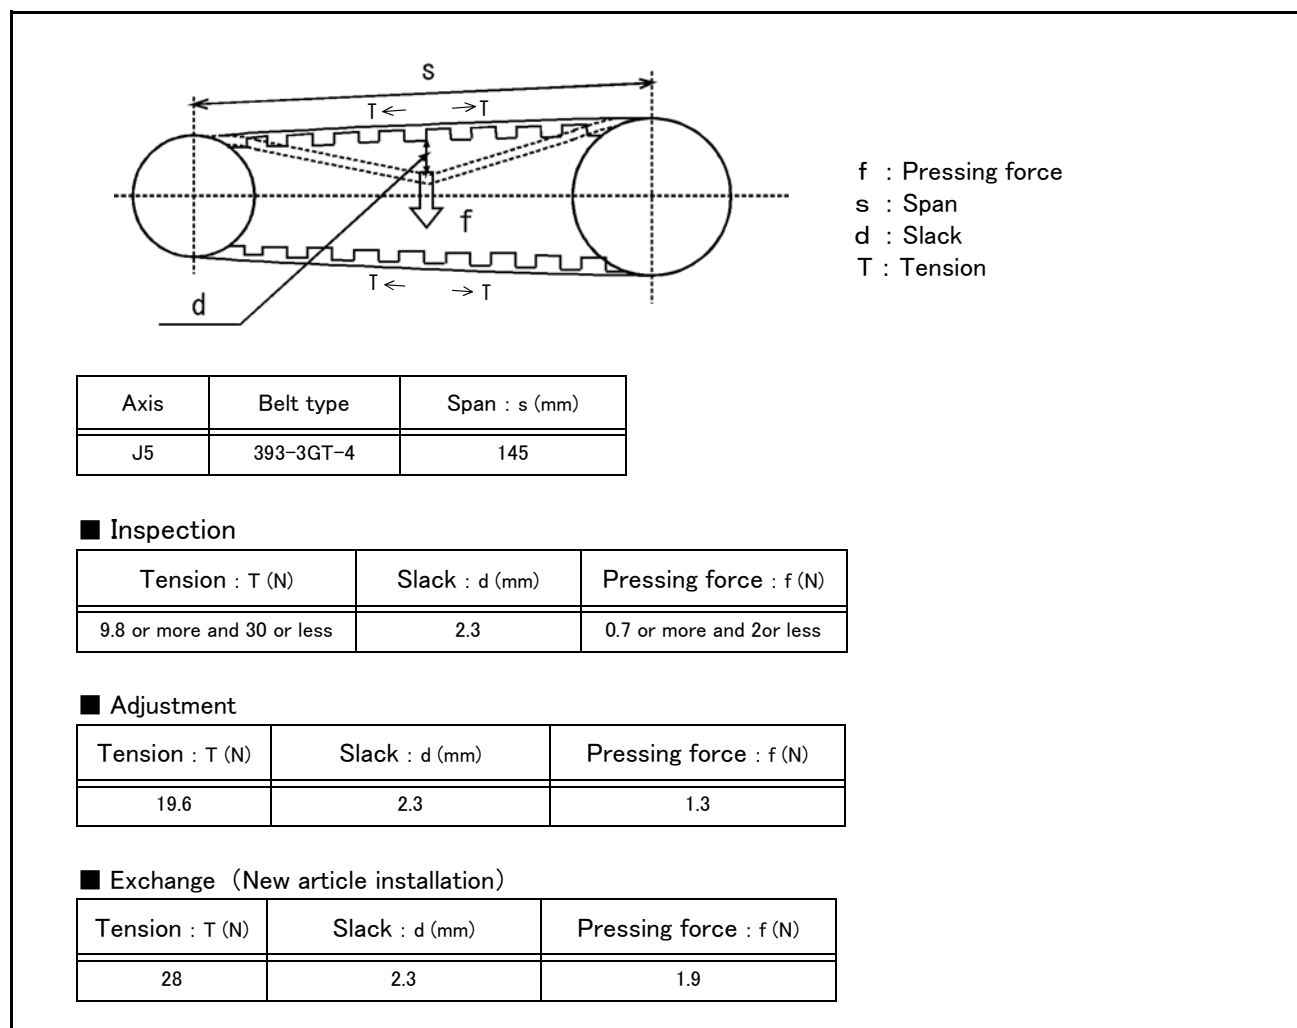 s
T T
f
d
T T
f : Pressing force
s : Span
d : Slack
T : Tension
Axis Belt type Span : s (mm)
J5 393-3GT-4 145
■ Inspection
Tension : T (N) Slack : d (mm) Pressing force : f (N)
9.8 or more and 30 or less 2.3 0.7 or more and 2or less
■ Adjustment
Tension : T (N) Slack : d (mm) Pressing force : f (N)
19.6 2.3 1.3
■ Exchange (New article installation)
Tension : T (N) Slack : d (mm) Pressing force : f (N)
28 2.3 1.9